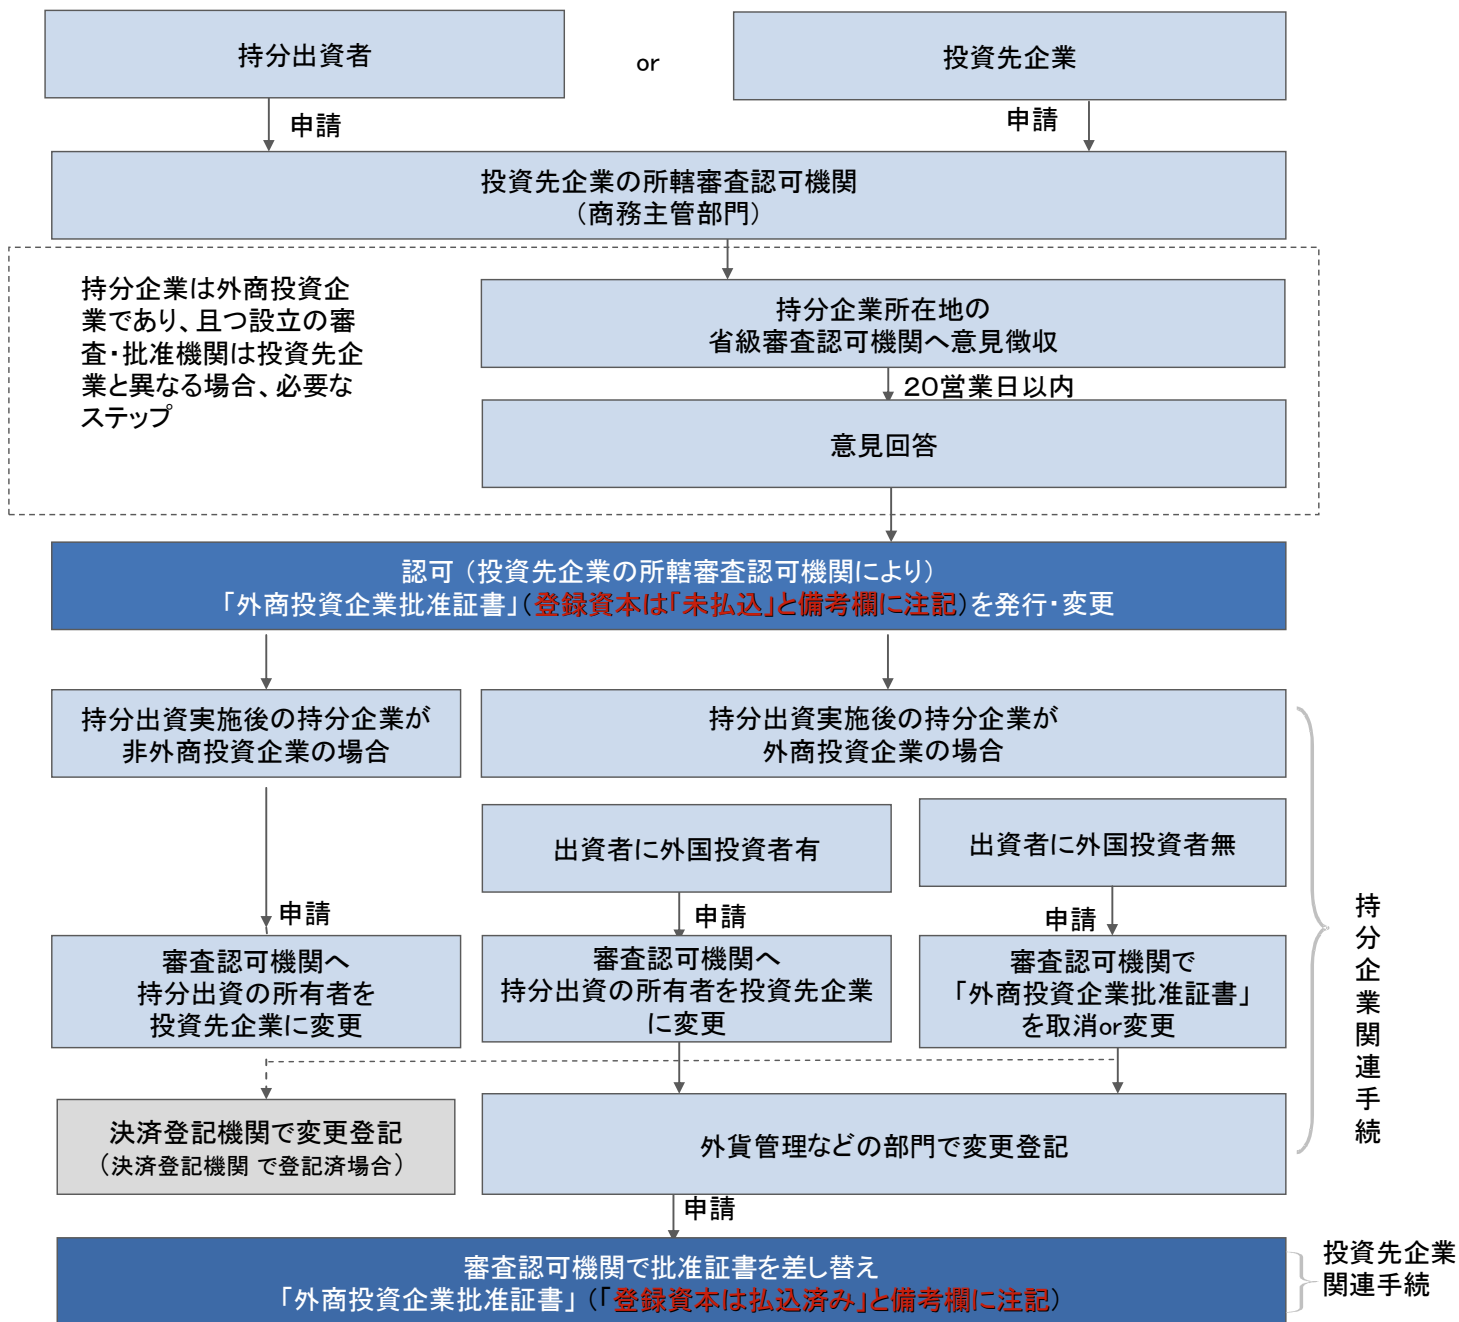 持分出資者
or
投資先企業
申請
申請
投資先企業の所轄審査認可機関
（商務主管部門）
持分企業は外商投資企
業であり、且つ設立の審
査・批准機関は投資先企
業と異なる場合、必要な
ステップ
持分企業所在地の
省級審査認可機関へ意見徴収
20営業日以内
意見回答
認可（投資先企業の所轄審査認可機関により）
「外商投資企業批准証書」（登録資本は「未払込」と備考欄に注記）を発行・変更
持分出資実施後の持分企業が
非外商投資企業の場合
持分出資実施後の持分企業が
外商投資企業の場合
出資者に外国投資者有
出資者に外国投資者無
申請
申請
申請
審査認可機関へ
持分出資の所有者を
投資先企業に変更
審査認可機関へ
持分出資の所有者を投資先企業
に変更
審査認可機関で
「外商投資企業批准証書」
を取消or変更
持分企業関連手続
決済登記機関で変更登記
（決済登記機関 で登記済場合）
外貨管理などの部門で変更登記
申請
審査認可機関で批准証書を差し替え
「外商投資企業批准証書」（「登録資本は払込済み」と備考欄に注記）
投資先企業
関連手続